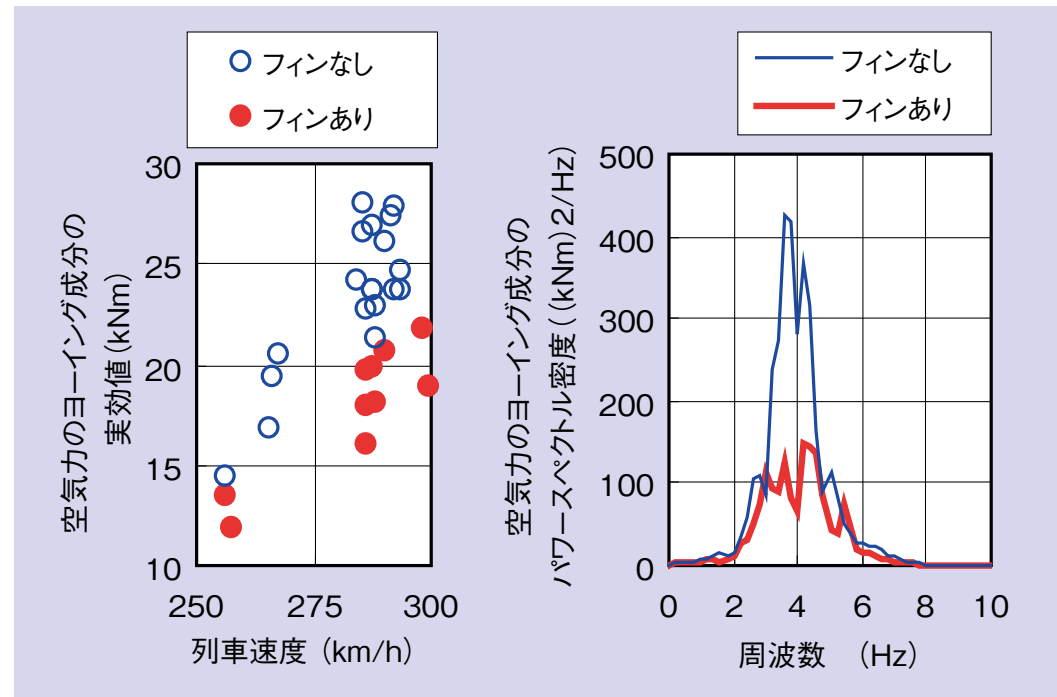 フィンなし
フィンあり
空気力のヨーイング成分の
実効値(kNm)
30
25
20
15
10
250
275
300
列車速度 (km/h)
フィンなし
フィンあり
空気力のヨーイング成分の
パワースペクトル密度((kNm)2/Hz)
500
400
300
200
100
0
0
2
4
6
8
10
周波数 (Hz)